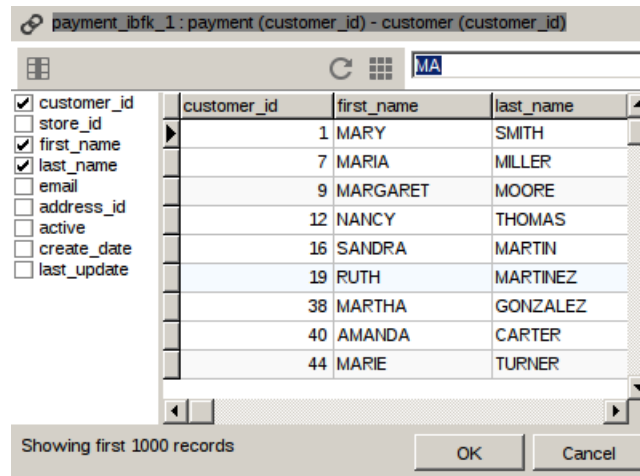 payment_ibfk_1 : payment (customer_id) - customer (customer_id)
MA
customer_id
store_id
first_name
last_name
email
address_id
active
create_date
last_update
customer_id first_name last_name
1 MARY SMITH
7 MARIA MILLER
9 MARGARET MOORE
12 NANCY THOMAS
16 SANDRA MARTIN
19 RUTH MARTINEZ
38 MARTHA GONZALEZ
40 AMANDA CARTER
44 MARIE TURNER
Showing first 1000 records
OK Cancel